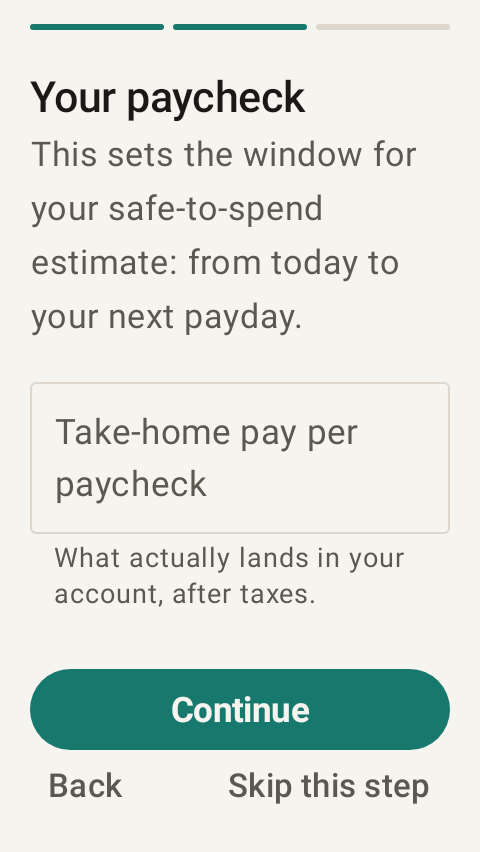 Your paycheck
This sets the window for
your safe-to-spend
estimate: from today to
your next payday.
Take-home pay per
paycheck
What actually lands in your
account, after taxes.
Continue
Back
Skip this step